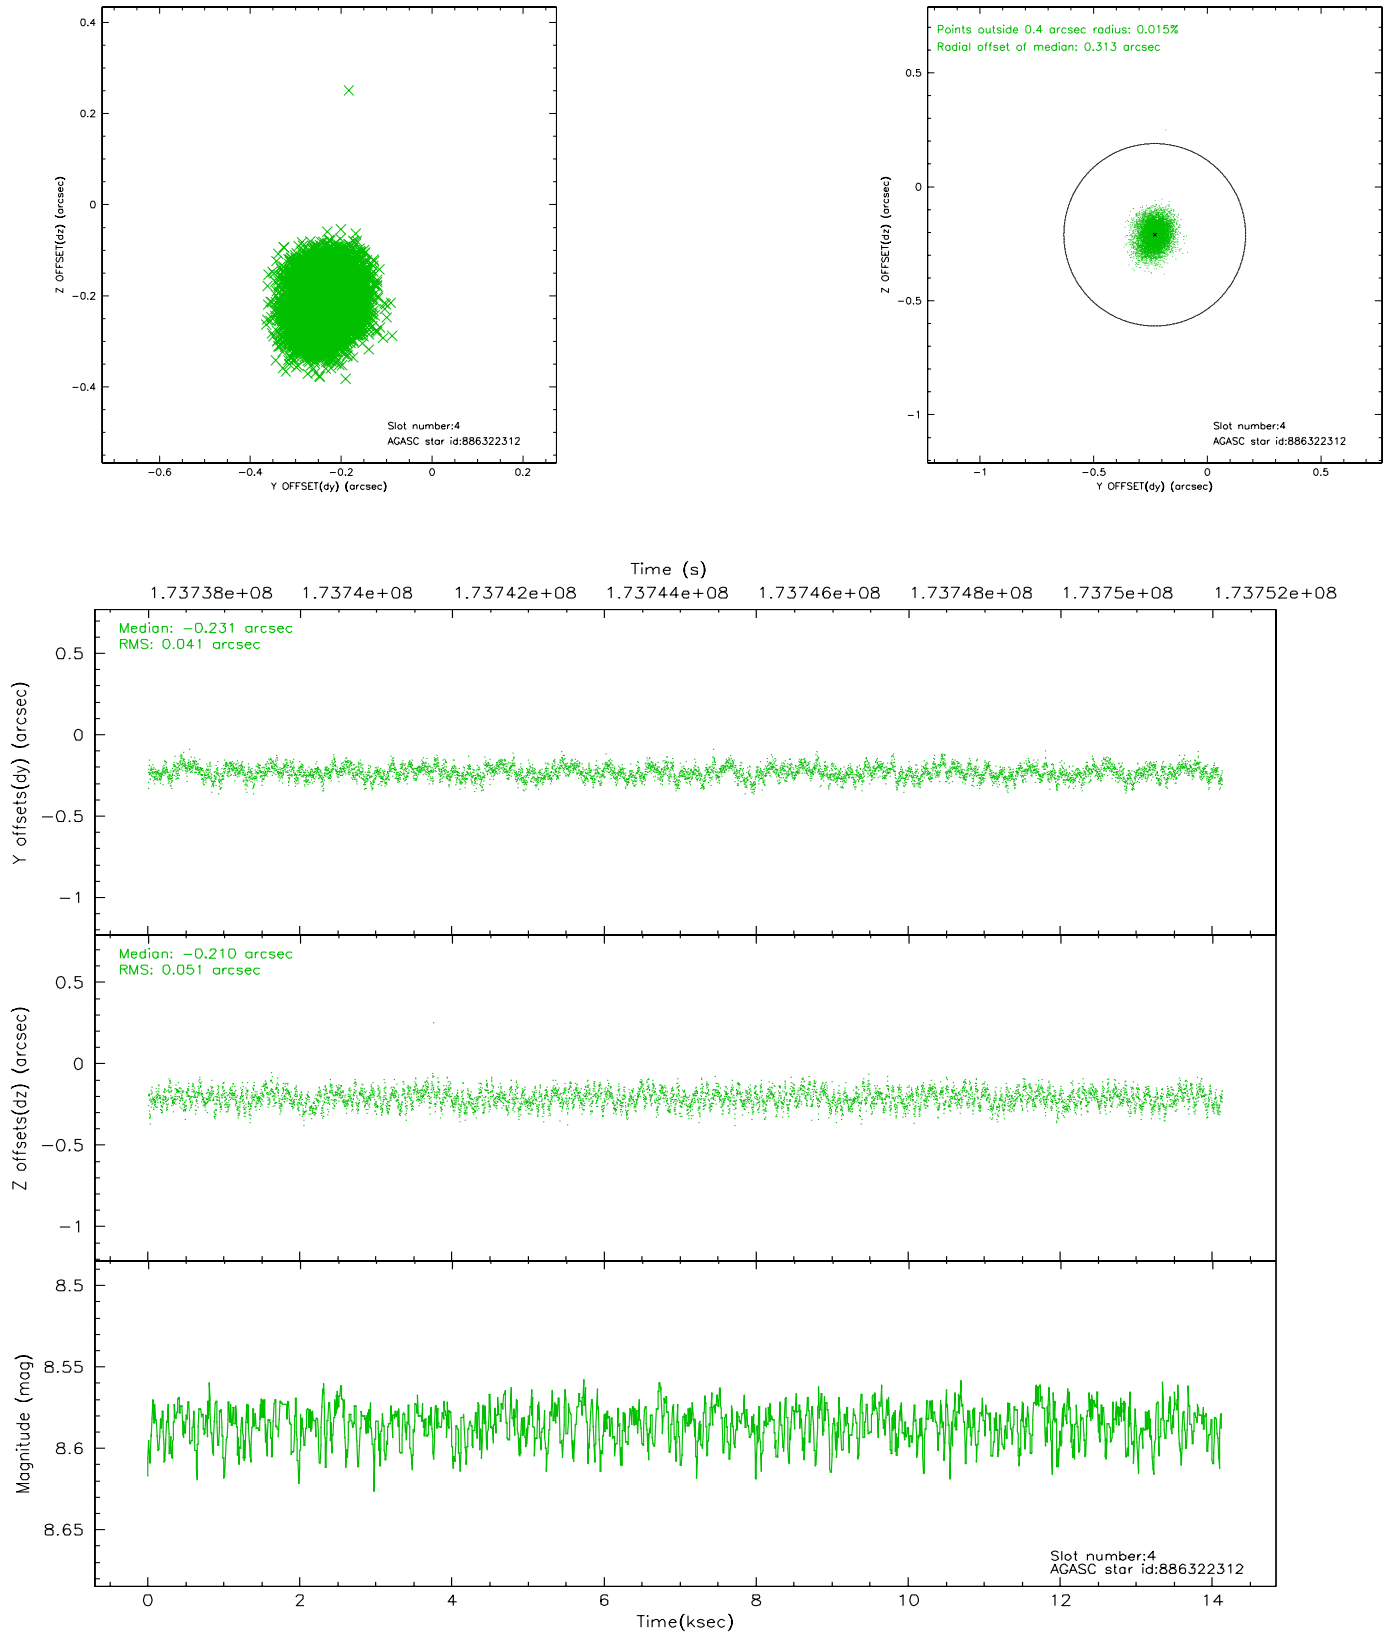 0.4
0.2
0
−0.2
−0.4
Z OFFSET(dz) (arcsec)
Slot number:4
AGASC star id:886322312
−0.6
−0.4
−0.2
0
0.2
Y OFFSET(dy) (arcsec)
Points outside 0.4 arcsec radius: 0.015%
Radial offset of median: 0.313 arcsec
0.5
0
−0.5
−1
Z OFFSET(dz) (arcsec)
Slot number:4
AGASC star id:886322312
−1
−0.5
0
0.5
Y OFFSET(dy) (arcsec)
Time (s)
1.73738e+08
1.7374e+08
1.73742e+08
1.73744e+08
1.73746e+08
1.73748e+08
1.7375e+08
1.73752e+08
Median: −0.231 arcsec
RMS: 0.041 arcsec
0.5
0
−0.5
−1
Y offsets(dy) (arcsec)
Median: −0.210 arcsec
RMS: 0.051 arcsec
0.5
0
−0.5
−1
Z offsets(dz) (arcsec)
8.5
8.55
8.6
8.65
Magnitude (mag)
Slot number:4
AGASC star id:886322312
0
2
4
6
8
10
12
14
Time(ksec)